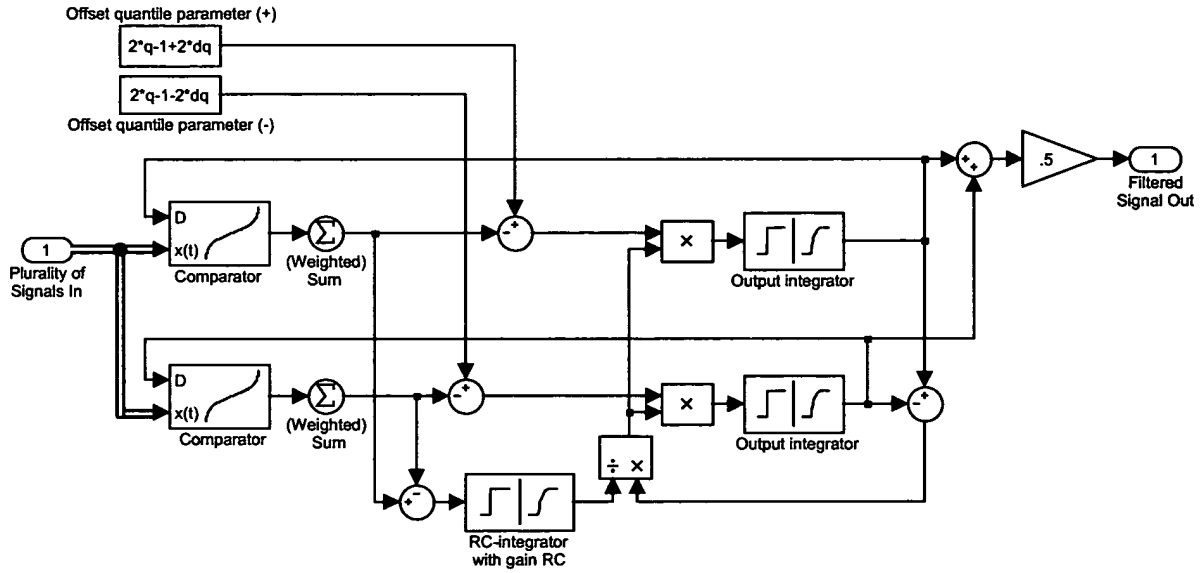 Offset quantile parameter (+)
2*q-1+2*dq
2*q-1-2*dq
Offset quantile parameter (-)
D
x(t)
Comparator
Σ
(Weighted)
Sum
- +
×
Output integrator
+ +
.5
1
Filtered
Signal Out
1
Plurality of
Signals In
D
x(t)
Comparator
Σ
(Weighted)
Sum
- +
×
Output integrator
- +
÷ ×
+ -
RC-integrator
with gain RC